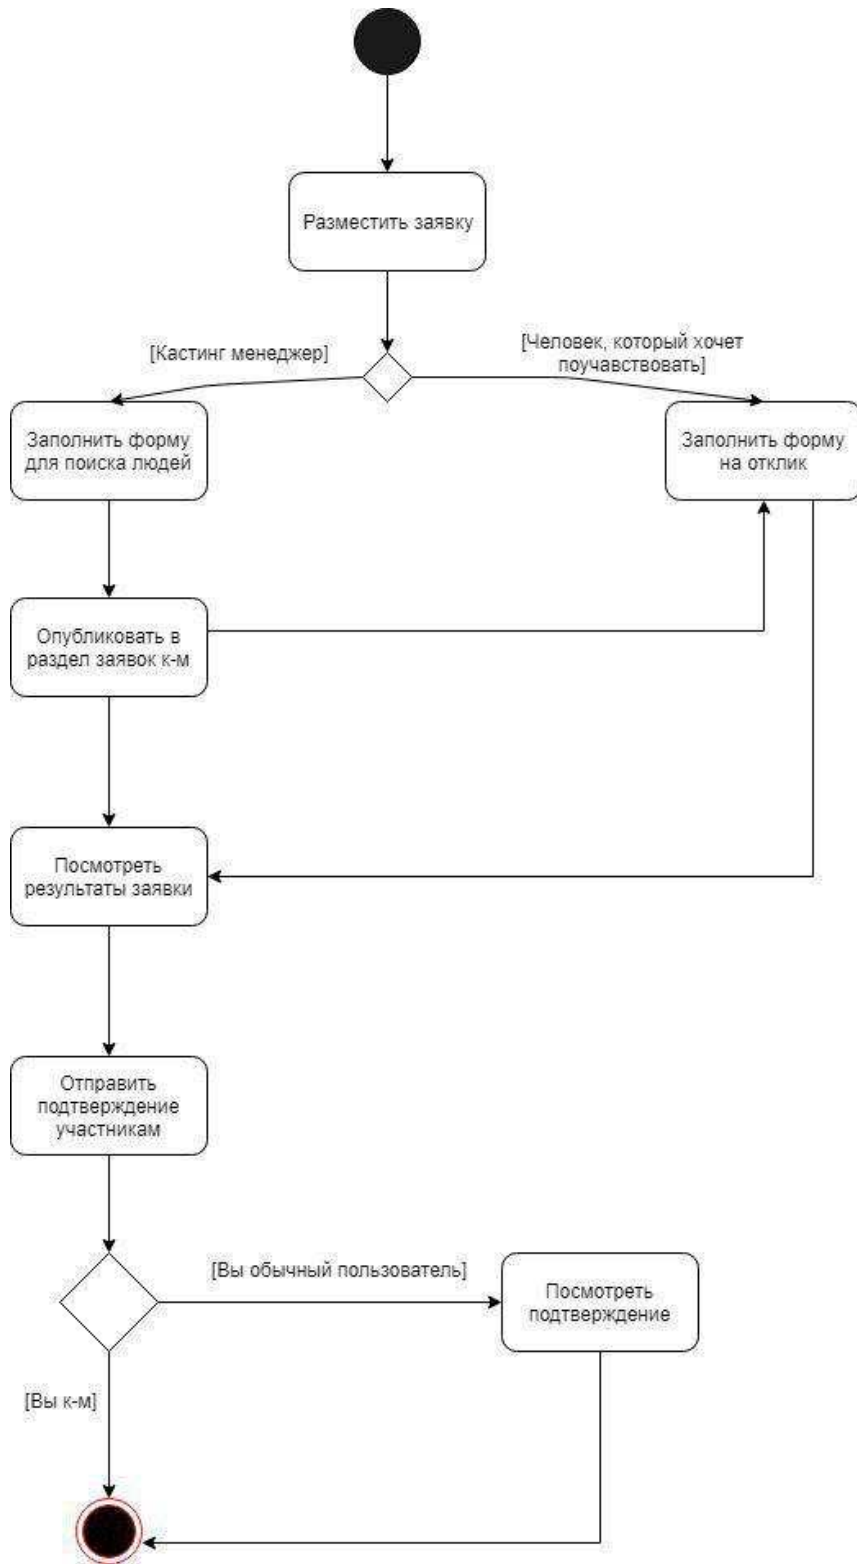 Разместить заявку
[Кастинг менеджер]
[Человек, который хочет
поучавствовать]
Заполнить форму
для поиска людей
Заполнить форму
на отклик
Опубликовать в
раздел заявок к-м
Посмотреть
результаты заявки
Отправить
подтверждение
участникам
[Вы обычный пользователь]
Посмотреть
подтверждение
[Вы к-м]